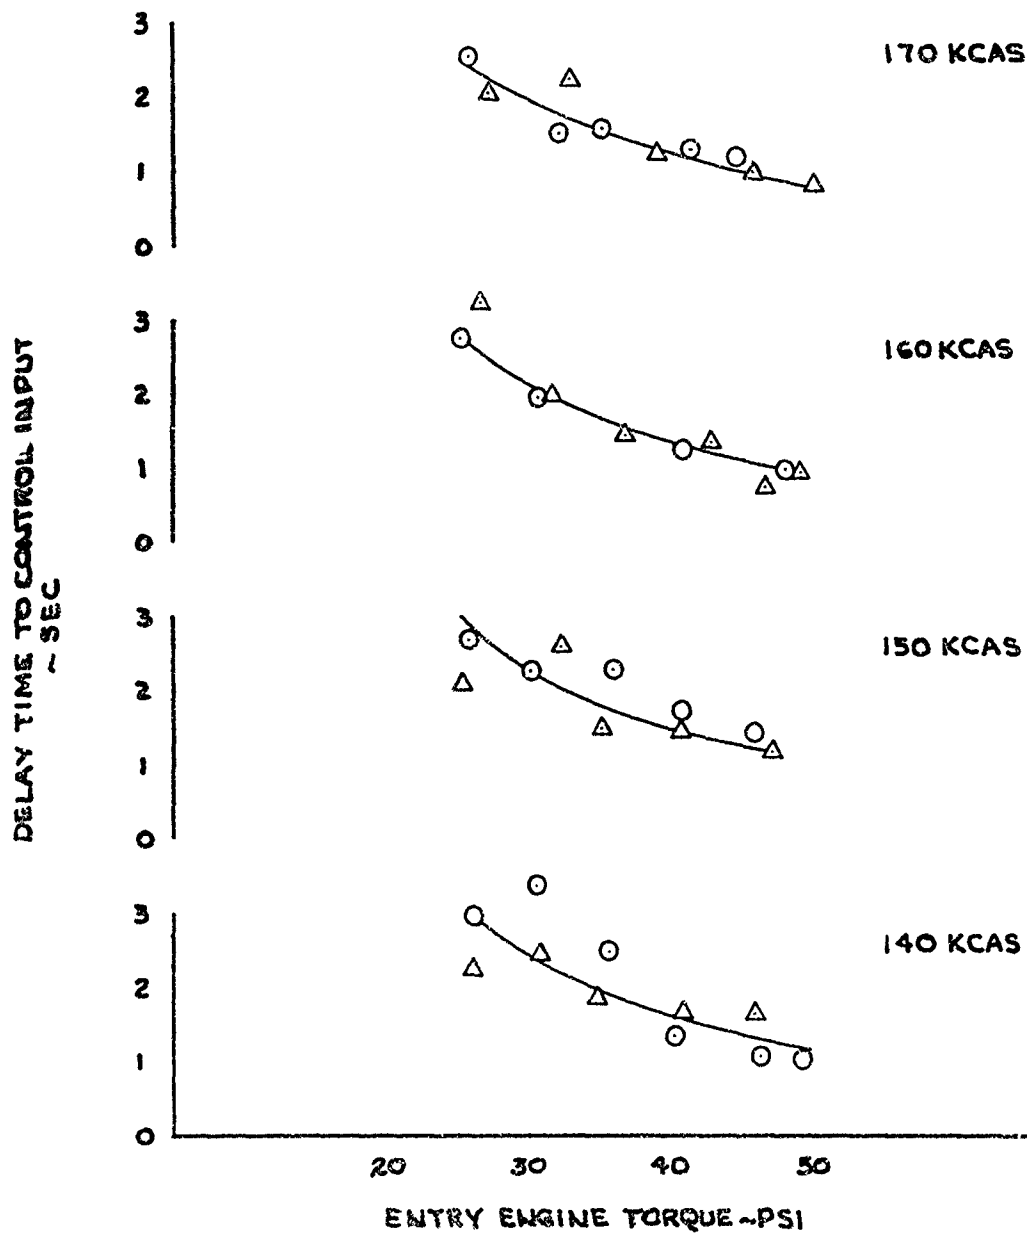 3
170 KCAS
2
1
0
3
160 KCAS
2
1
0
3
150 KCAS
2
1
0
3
140 KCAS
2
1
0
20 30 40 50
ENTRY ENGINE TORQUE ~PSI
DELAY TIME TO CONTROL INPUT
~ SEC